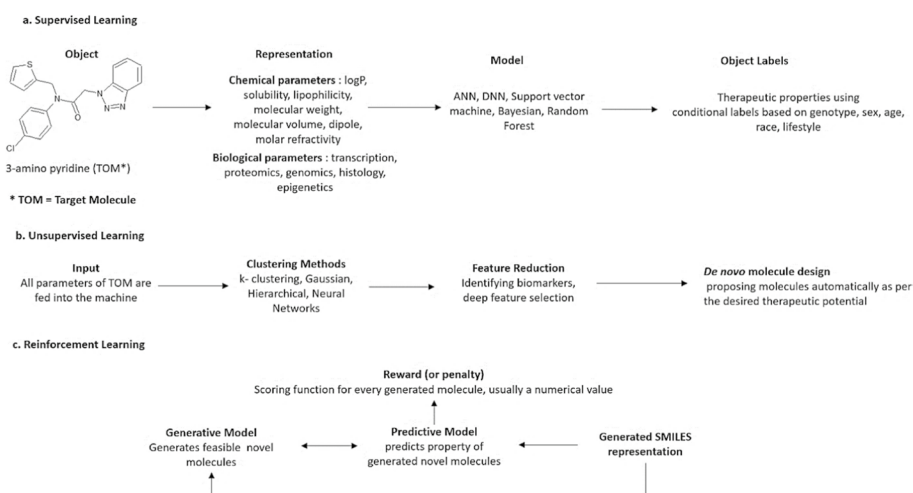 a. Supervised Learning
Object
Representation
Model
Object Labels
S
N
O
N
N=N
Cl
3-amino pyridine (TOM*)
* TOM = Target Molecule
Chemical parameters : logP,
solubility, lipophilicity,
molecular weight,
molecular volume, dipole,
molar refractivity
Biological parameters : transcription,
proteomics, genomics, histology,
epigenetics
ANN, DNN, Support vector
machine, Bayesian, Random
Forest
Therapeutic properties using
conditional labels based on genotype, sex, age,
race, lifestyle
b. Unsupervised Learning
Input
All parameters of TOM are
fed into the machine
Clustering Methods
k- clustering, Gaussian,
Hierarchical, Neural
Networks
Feature Reduction
Identifying biomarkers,
deep feature selection
De novo molecule design
proposing molecules automatically as per
the desired therapeutic potential
c. Reinforcement Learning
Reward (or penalty)
Scoring function for every generated molecule, usually a numerical value
Generative Model
Generates feasible novel
molecules
Predictive Model
predicts property of
generated novel molecules
Generated SMILES
representation